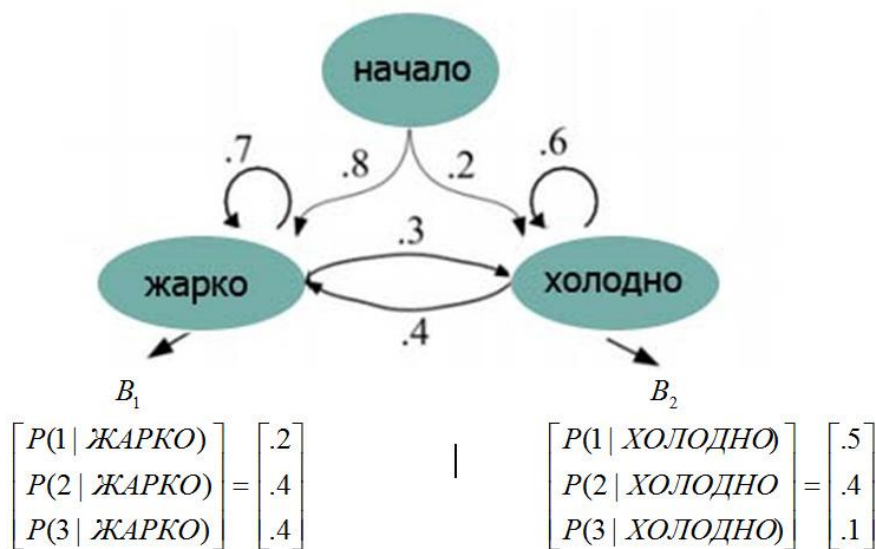 начало
.7 .8 .2 .6
.3
жарко холодно
.4
B₁ B₂
P(1 | ЖАРКО) .2 P(1 | ХОЛОДНО) .5
P(2 | ЖАРКО) = .4 | P(2 | ХОЛОДНО = .4
P(3 | ЖАРКО) .4 P(3 | ХОЛОДНО) .1